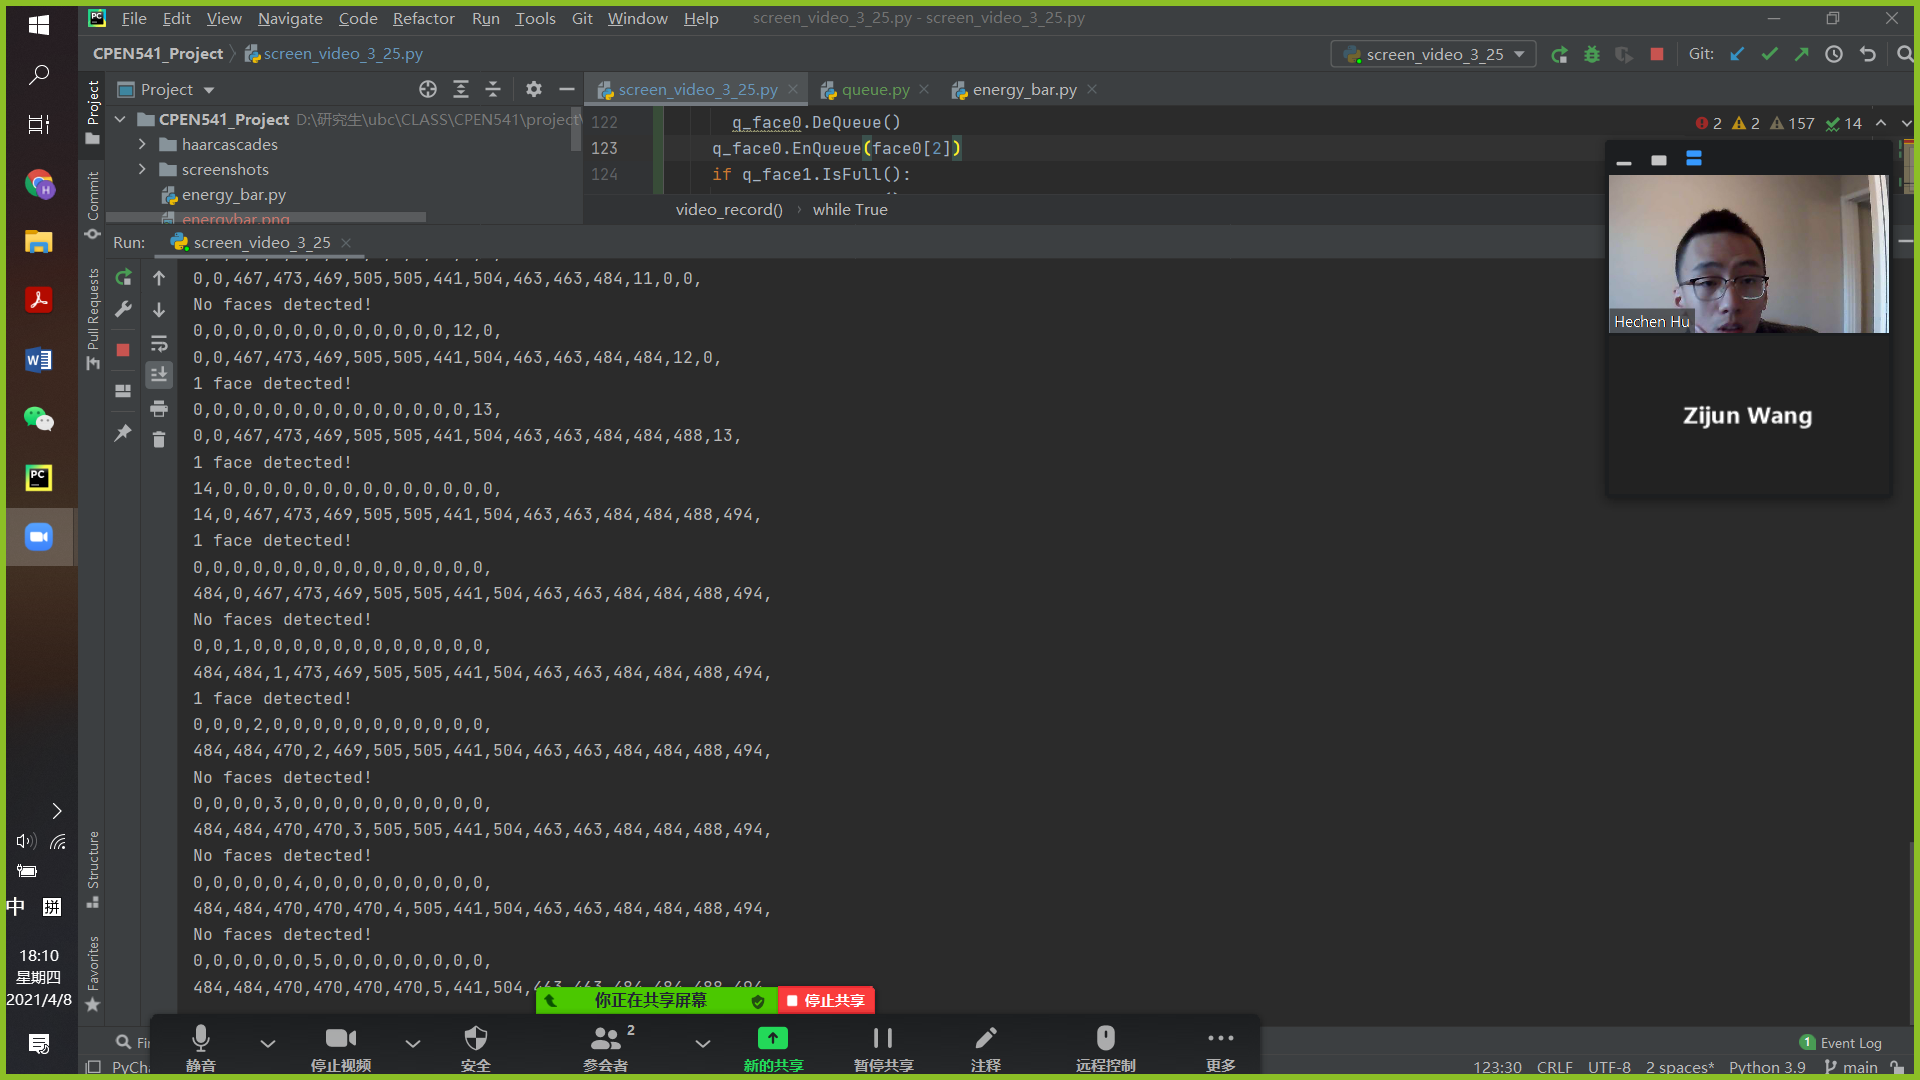 File Edit View Navigate Code Refactor Run Tools Git Window Help screen_video_3_25.py - screen_video_3_25.py
CPEN541_Project screen_video_3_25.py screen_video_3_25 Git:
Project
Project
screen_video_3_25.py
queue.py
energy_bar.py
CPEN541_Project D:\研究生\ubc\CLASS\CPEN541\project\
haarcascades
screenshots
energy_bar.py
energybar.png
122 q_face0.DeQueue()
123 q_face0.EnQueue(face0[2])
124 if q_face1.IsFull():
2 2 157 14
video_record() while True
Commit
Pull Requests
Structure
Favorites
Run: screen_video_3_25
0,0,467,473,469,505,505,441,504,463,463,484,11,0,0,
No faces detected!
0,0,0,0,0,0,0,0,0,0,0,0,0,12,0,
0,0,467,473,469,505,505,441,504,463,463,484,484,12,0,
1 face detected!
0,0,0,0,0,0,0,0,0,0,0,0,0,0,13,
0,0,467,473,469,505,505,441,504,463,463,484,484,488,13,
1 face detected!
14,0,0,0,0,0,0,0,0,0,0,0,0,0,0,
14,0,467,473,469,505,505,441,504,463,463,484,484,488,494,
1 face detected!
0,0,0,0,0,0,0,0,0,0,0,0,0,0,0,
484,0,467,473,469,505,505,441,504,463,463,484,484,488,494,
No faces detected!
0,0,1,0,0,0,0,0,0,0,0,0,0,0,0,
484,484,1,473,469,505,505,441,504,463,463,484,484,488,494,
1 face detected!
0,0,0,2,0,0,0,0,0,0,0,0,0,0,0,
484,484,470,2,469,505,505,441,504,463,463,484,484,488,494,
No faces detected!
0,0,0,0,3,0,0,0,0,0,0,0,0,0,0,
484,484,470,470,3,505,505,441,504,463,463,484,484,488,494,
No faces detected!
0,0,0,0,0,4,0,0,0,0,0,0,0,0,0,
484,484,470,470,470,4,505,441,504,463,463,484,484,488,494,
No faces detected!
0,0,0,0,0,0,5,0,0,0,0,0,0,0,0,
484,484,470,470,470,470,5,441,504,463,463,484,484,488,494
Hechen Hu
Zijun Wang
中 拼
18:10
星期四
2021/4/8
你正在共享屏幕 停止共享
静音 停止视频 安全 参会者 2 新的共享 暂停共享 注释 远程控制 更多
1 Event Log
123:30 CRLF UTF-8 2 spaces* Python 3.9 main